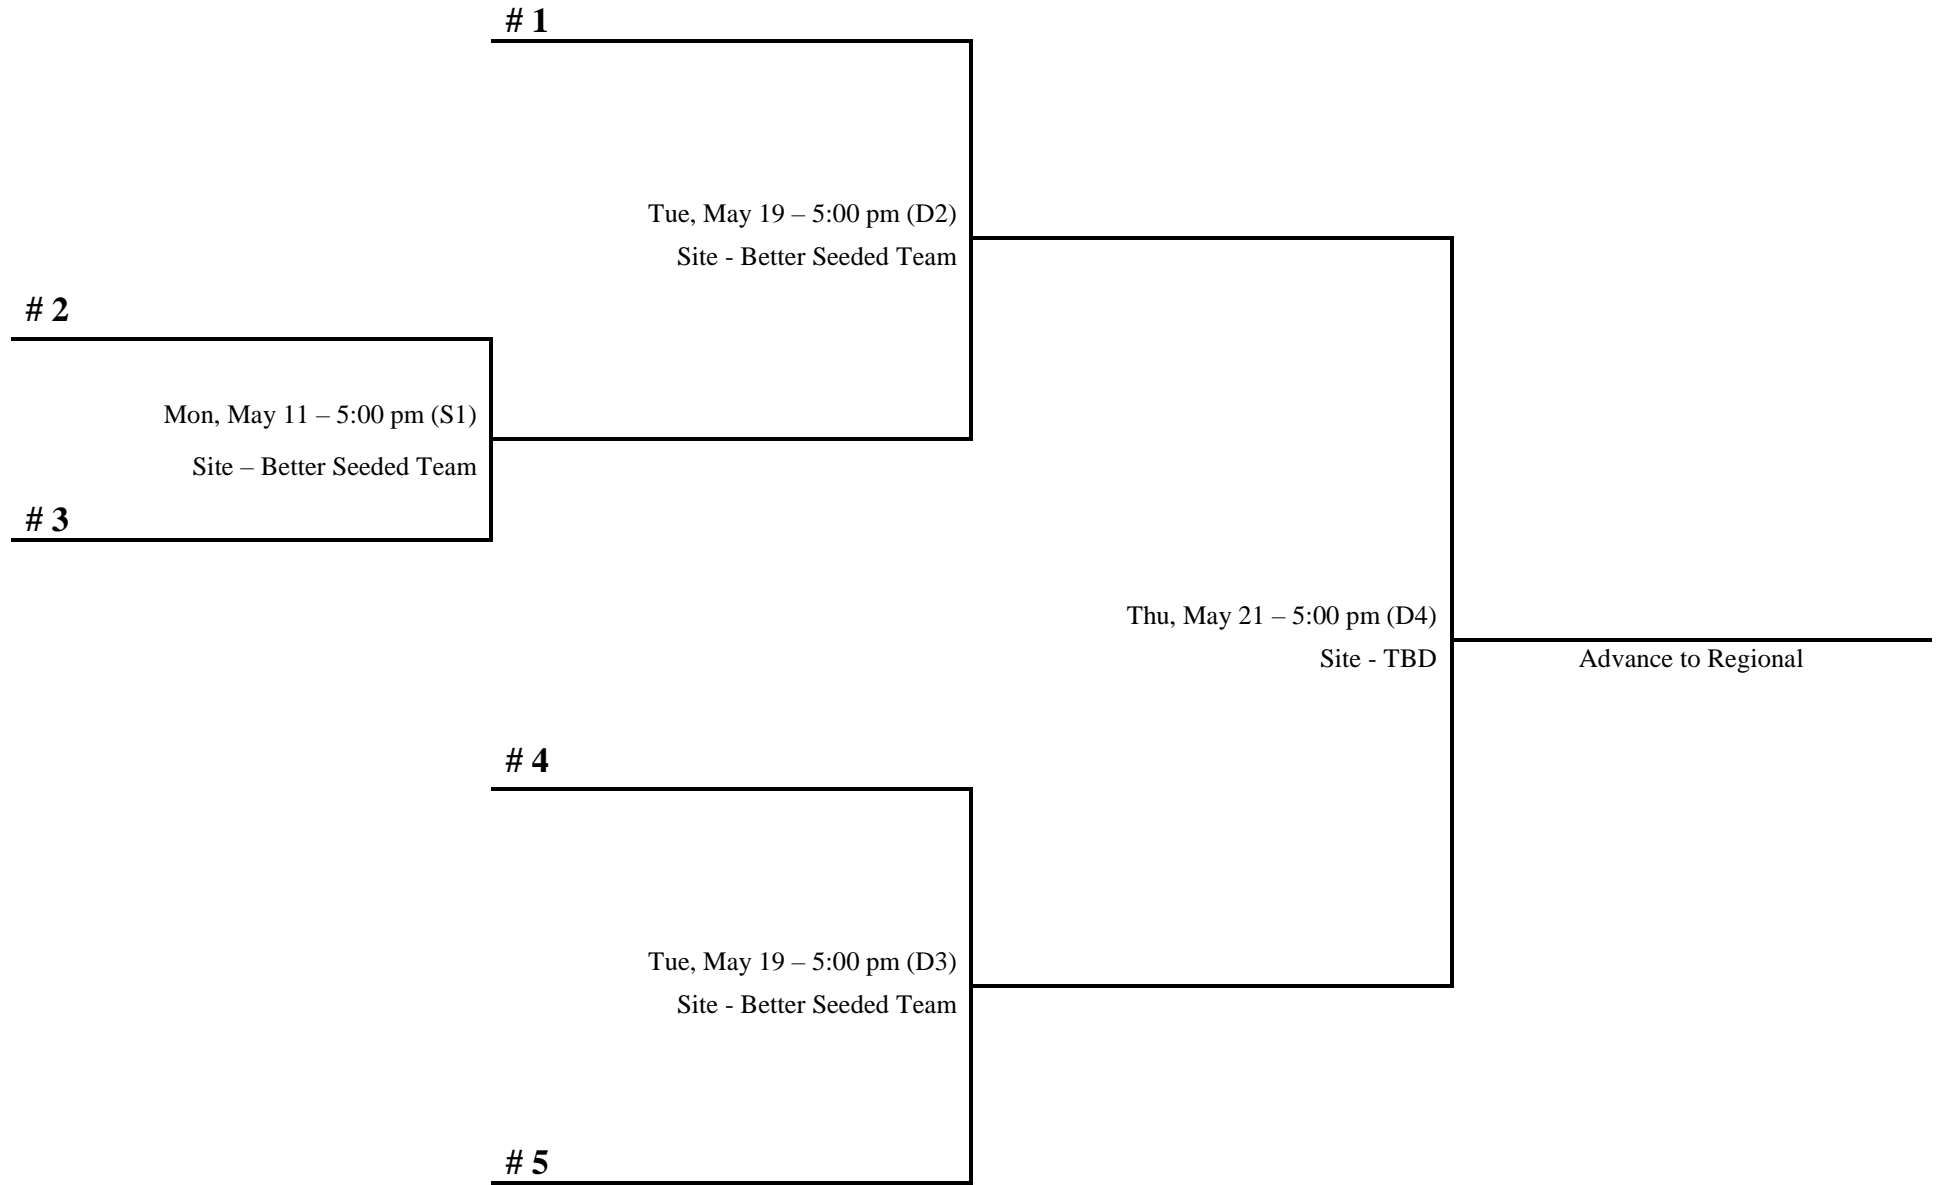 # 1
Tue, May 19 – 5:00 pm (D2)
Site - Better Seeded Team
# 2
Mon, May 11 – 5:00 pm (S1)
Site – Better Seeded Team
# 3
Thu, May 21 – 5:00 pm (D4)
Site - TBD
Advance to Regional
# 4
Tue, May 19 – 5:00 pm (D3)
Site - Better Seeded Team
# 5